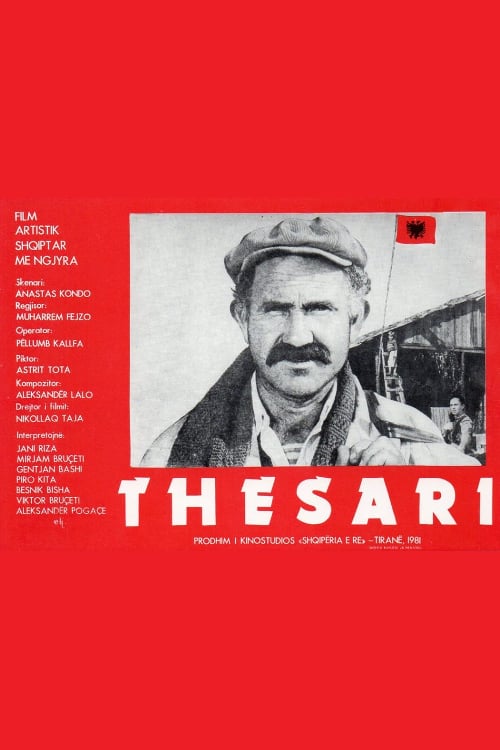 FILM
ARTISTIK
SHQIPTAR
ME NGJYRA
Skenari:
ANASTAS KONDO
Regjisor:
MUHARREM FEJZO
Operator:
PËLLUMB KALLFA
Piktor:
ASTRIT TOTA
Kompozitor:
ALEKSANDËR LALO
Drejtor i filmit:
NIKOLLAQ TAJA
Interpretojnë:
JANI RIZA
MIRJAM BRUÇETI
GENTJAN BASHI
PIRO KITA
BESNIK BISHA
VIKTOR BRUÇETI
ALEKSANDËR POGAÇE
etj.
THESARI
PRODHIM I KINOSTUDIOS «SHQIPËRIA E RE» –TIRANË, 1981